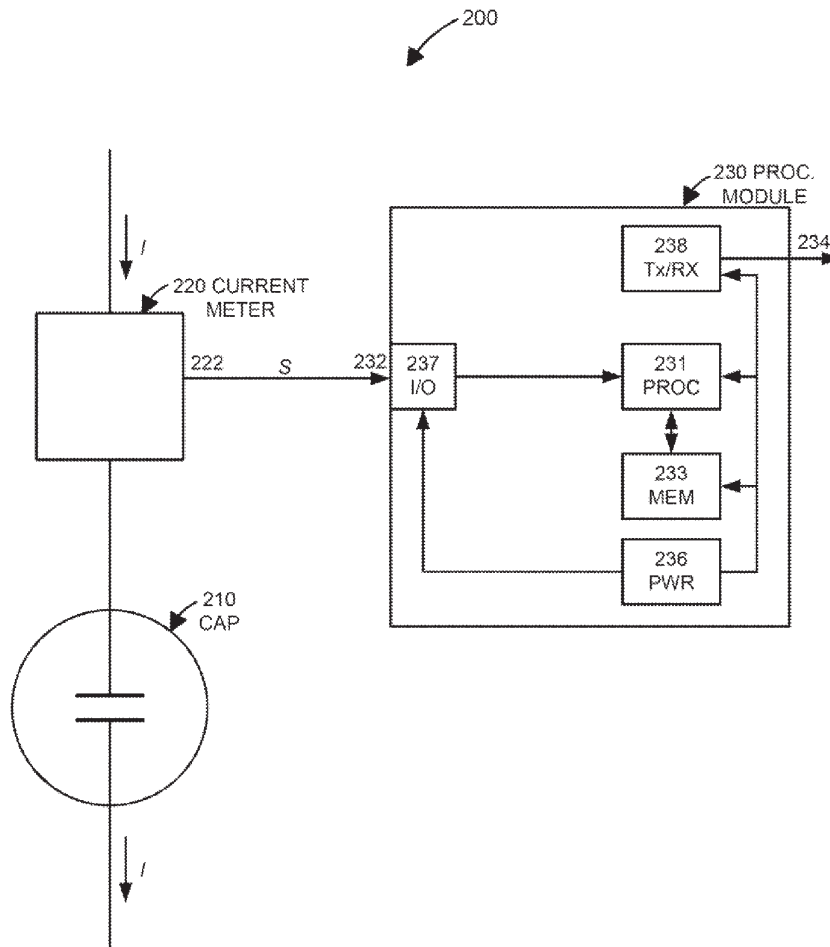 200
230 PROC.
MODULE
238
Tx/RX
234
I
220 CURRENT
METER
222
S
232
237
I/O
231
PROC
233
MEM
236
PWR
210
CAP
I